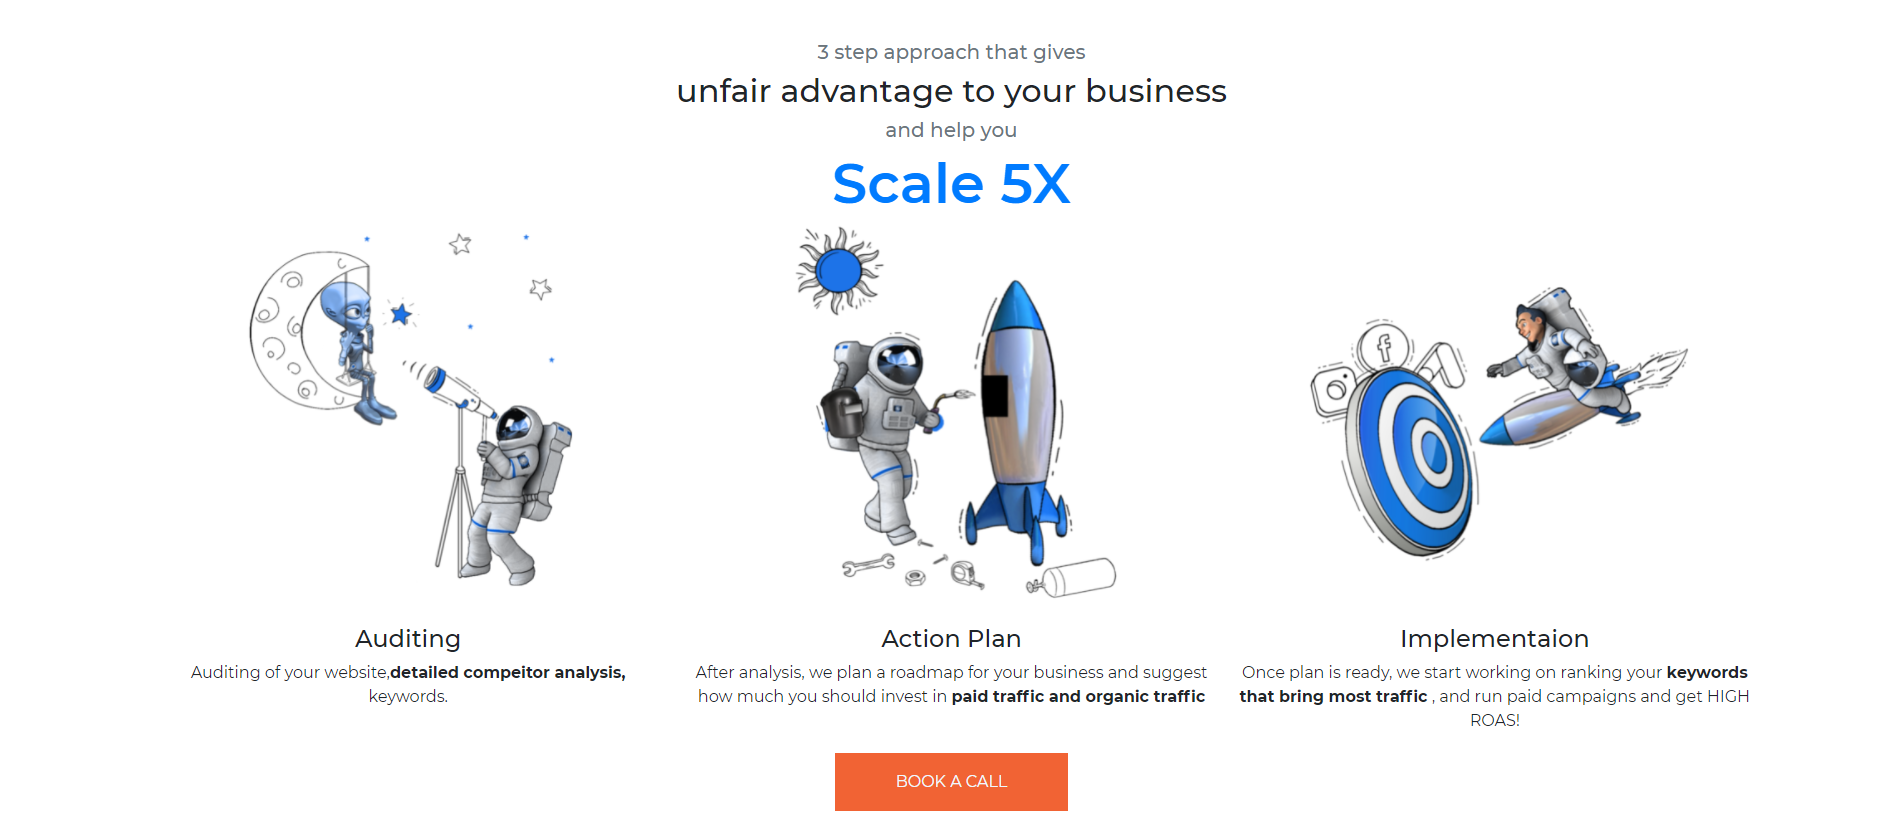 3 step approach that gives
unfair advantage to your business
and help you
Scale 5X
Auditing
Auditing of your website,detailed compeitor analysis,
keywords.
Action Plan
After analysis, we plan a roadmap for your business and suggest
how much you should invest in paid traffic and organic traffic
Implementaion
Once plan is ready, we start working on ranking your keywords
that bring most traffic , and run paid campaigns and get HIGH
ROAS!
BOOK A CALL